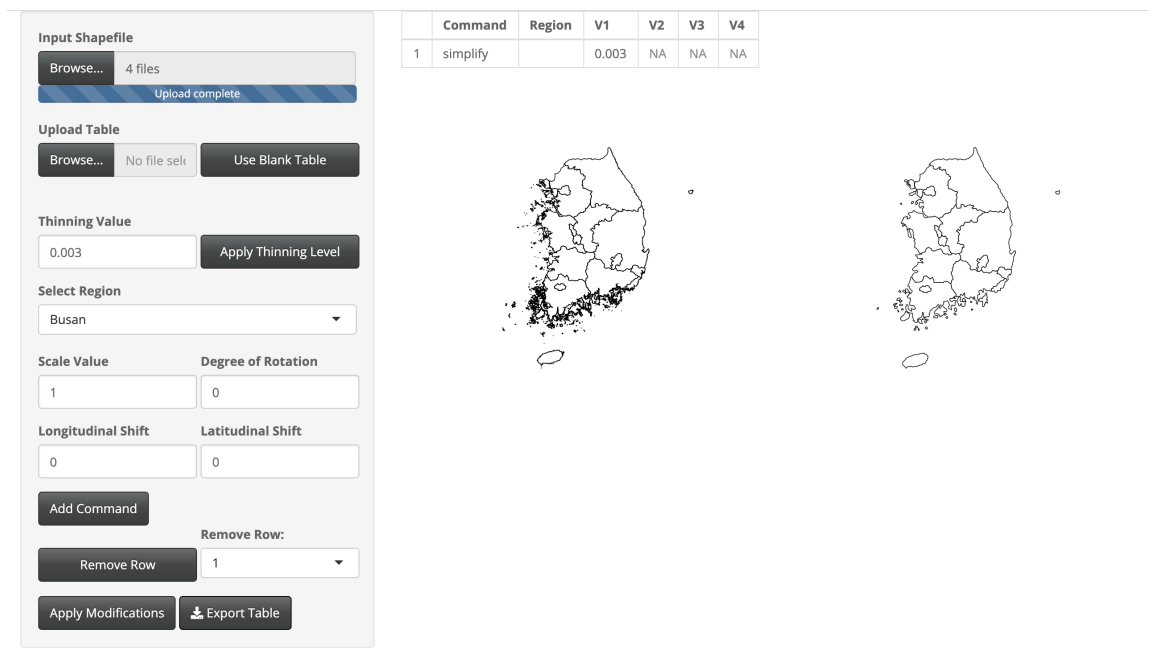 Input Shapefile
Browse... 4 files
Upload complete
Upload Table
Browse... No file sele Use Blank Table
Thinning Value
0.003 Apply Thinning Level
Select Region
Busan
Scale Value Degree of Rotation
1 0
Longitudinal Shift Latitudinal Shift
0 0
Add Command
Remove Row:
Remove Row 1
Apply Modifications Export Table
Command Region V1 V2 V3 V4
1 simplify 0.003 NA NA NA